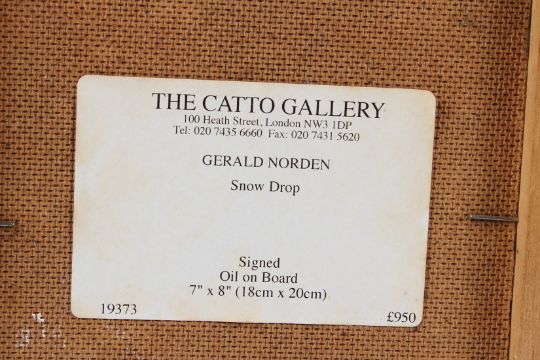 THE CATTO GALLERY
100 Heath Street, London NW3 1DP
Tel: 020 7435 6660 Fax: 020 7431 5620
GERALD NORDEN
Snow Drop
Signed
Oil on Board
7" x 8" (18cm x 20cm)
19373
£950